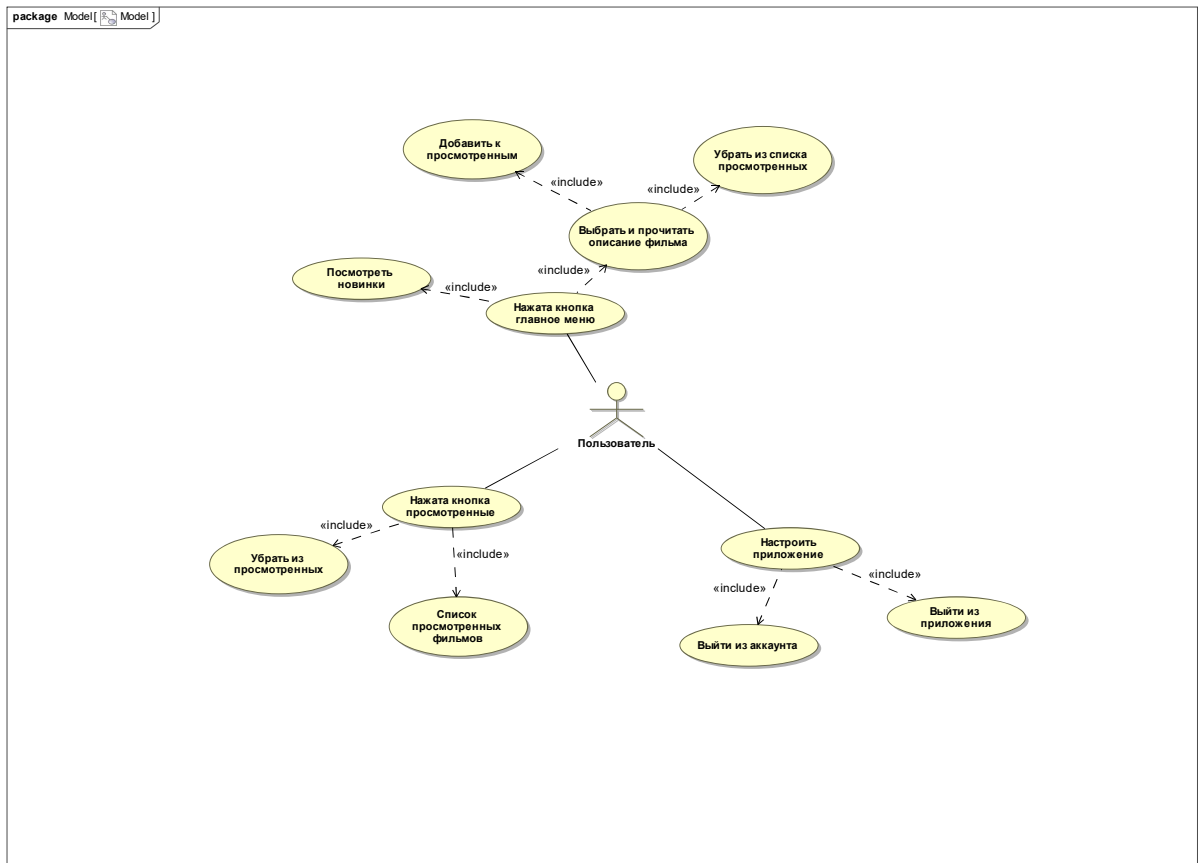 package Model [ Model ]
Добавить к
просмотренным
Убрать из списка
просмотренных
«include»
«include»
Выбрать и прочитать
описание фильма
«include»
Посмотреть
новинки
«include»
Нажата кнопка
главное меню
Пользователь
Нажата кнопка
просмотренные
«include»
Убрать из
просмотренных
«include»
Список
просмотренных
фильмов
Настроить
приложение
«include»
«include»
Выйти из
приложения
Выйти из аккаунта